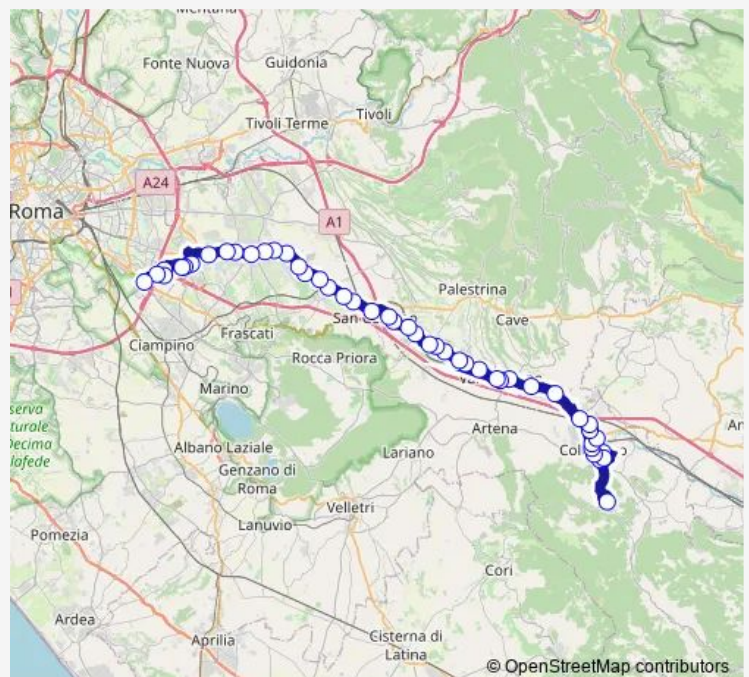 Mentana
Fonte Nuova
Guidonia
Tivoli
Tivoli Terme
A24
Roma
A1
Palestrina
Cave
San
Frascati
Ciampino
Rocca Priora
Marino
Artena
Albano Laziale
Lariano
Genzano di
Roma
Velletri
Lanuvio
Pomezia
Cori
Ardea
Aprilia
Cisterna di
Latina
© OpenStreetMap contributors